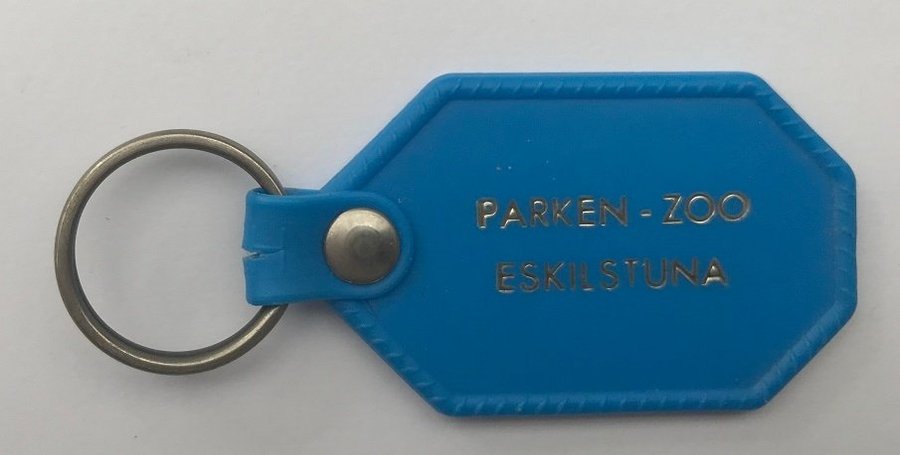 PARKEN - ZOO
ESKILSTUNA